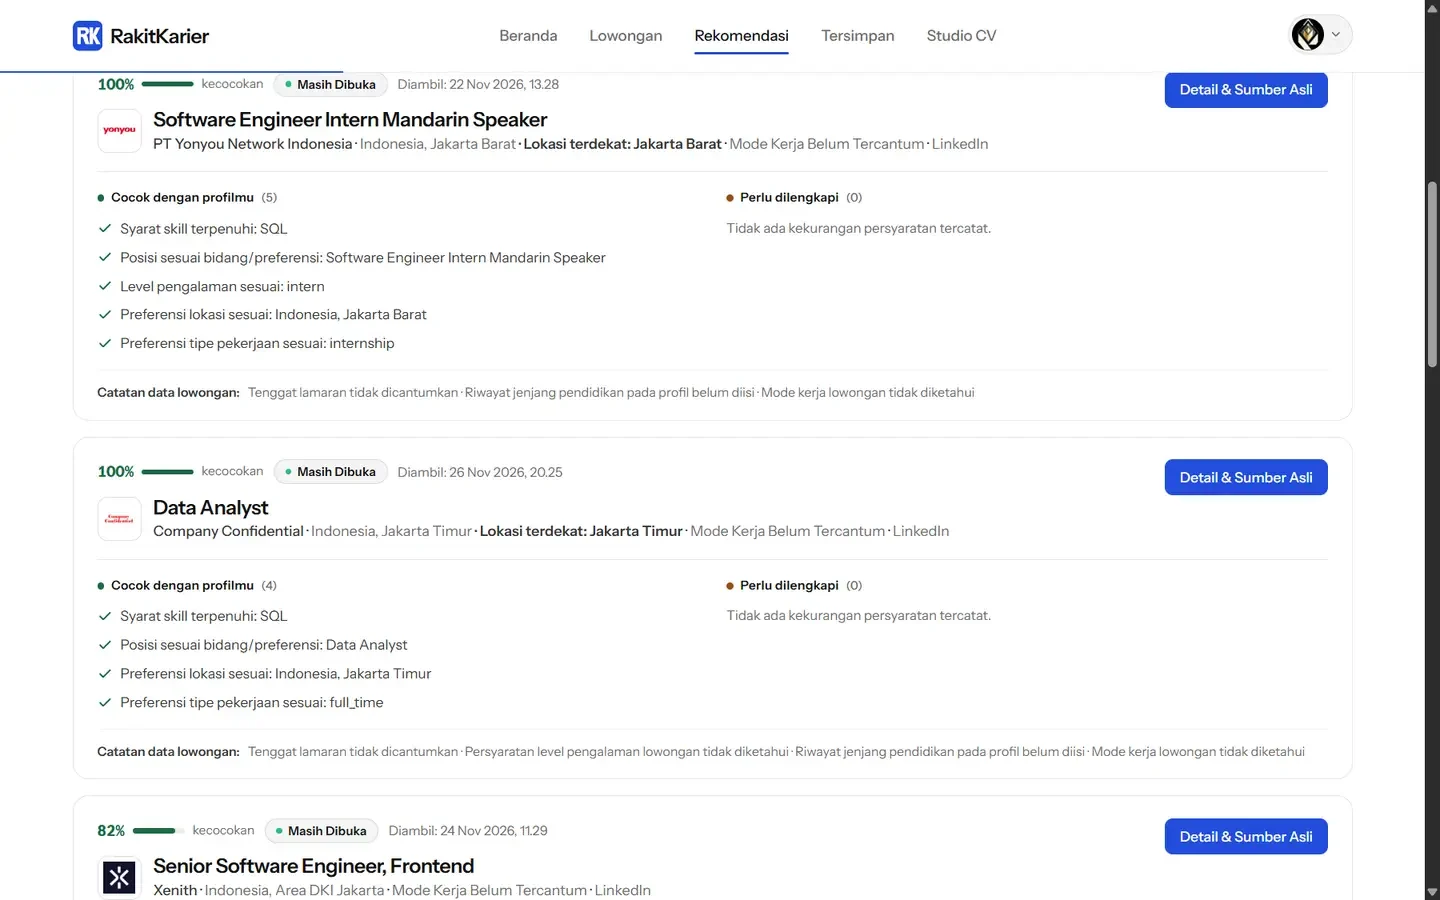 RK RakitKarier
Beranda
Lowongan
Rekomendasi
Tersimpan
Studio CV
100% kecocokan
Masih Dibuka
Diambil: 22 Nov 2026, 13.28
Detail & Sumber Asli
yonyou
Software Engineer Intern Mandarin Speaker
PT Yonyou Network Indonesia · Indonesia, Jakarta Barat · Lokasi terdekat: Jakarta Barat · Mode Kerja Belum Tercantum · LinkedIn
Cocok dengan profilmu (5)
Syarat skill terpenuhi: SQL
Posisi sesuai bidang/preferensi: Software Engineer Intern Mandarin Speaker
Level pengalaman sesuai: intern
Preferensi lokasi sesuai: Indonesia, Jakarta Barat
Preferensi tipe pekerjaan sesuai: internship
Perlu dilengkapi (0)
Tidak ada kekurangan persyaratan tercatat.
Catatan data lowongan: Tenggat lamaran tidak dicantumkan · Riwayat jenjang pendidikan pada profil belum diisi · Mode kerja lowongan tidak diketahui
100% kecocokan
Masih Dibuka
Diambil: 26 Nov 2026, 20.25
Detail & Sumber Asli
Company
Confidential
Data Analyst
Company Confidential · Indonesia, Jakarta Timur · Lokasi terdekat: Jakarta Timur · Mode Kerja Belum Tercantum · LinkedIn
Cocok dengan profilmu (4)
Syarat skill terpenuhi: SQL
Posisi sesuai bidang/preferensi: Data Analyst
Preferensi lokasi sesuai: Indonesia, Jakarta Timur
Preferensi tipe pekerjaan sesuai: full_time
Perlu dilengkapi (0)
Tidak ada kekurangan persyaratan tercatat.
Catatan data lowongan: Tenggat lamaran tidak dicantumkan · Persyaratan level pengalaman lowongan tidak diketahui · Riwayat jenjang pendidikan pada profil belum diisi · Mode kerja lowongan tidak diketahui
82% kecocokan
Masih Dibuka
Diambil: 24 Nov 2026, 11.29
Detail & Sumber Asli
Senior Software Engineer, Frontend
Xenith · Indonesia, Area DKI Jakarta · Mode Kerja Belum Tercantum · LinkedIn